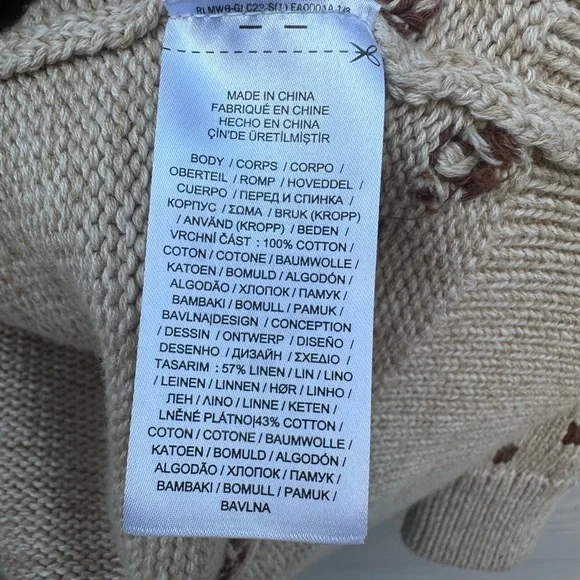 MADE IN CHINA
FABRIQUÉ EN CHINE
HECHO EN CHINA
ÇİN'DE ÜRETİLMİŞTİR
BODY / CORPS / CORPO /
OBERTEIL / ROMP / HOVEDDEL /
CUERPO / ПЕРЕД И СПИНКА /
КОРПУС / ΣΩΜΑ / BRUK (KROPP)
/ ANVÄND (KROPP) / BEDEN /
VRCHNÍ ČÁST : 100% COTTON /
COTON / COTONE / BAUMWOLLE /
KATOEN / BOMULD / ALGODÓN /
ALGODÃO / ХЛОПОК / ПАМУК /
BAMBAKI / BOMULL / PAMUK /
BAVLNA|DESIGN / CONCEPTION
/ DESSIN / ONTWERP / DISEÑO /
DESENHO / ДИЗАЙН / ΣΧΕΔΙΟ /
TASARIM : 57% LINEN / LIN / LINO
/ LEINEN / LINNEN / HØR / LINHO /
ЛЕН / ΛΙΝΟ / LINNE / KETEN /
LNĚNÉ PLÁTNO|43% COTTON /
COTON / COTONE / BAUMWOLLE /
KATOEN / BOMULD / ALGODÓN /
ALGODÃO / ХЛОПОК / ПАМУК /
BAMBAKI / BOMULL / PAMUK /
BAVLNA